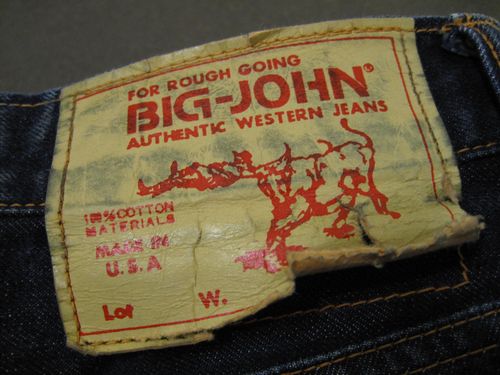 FOR ROUGH GOING
BIG-JOHN®
AUTHENTIC WESTERN JEANS
100% COTTON
MATERIALS
MADE IN
U.S.A
Lot W.